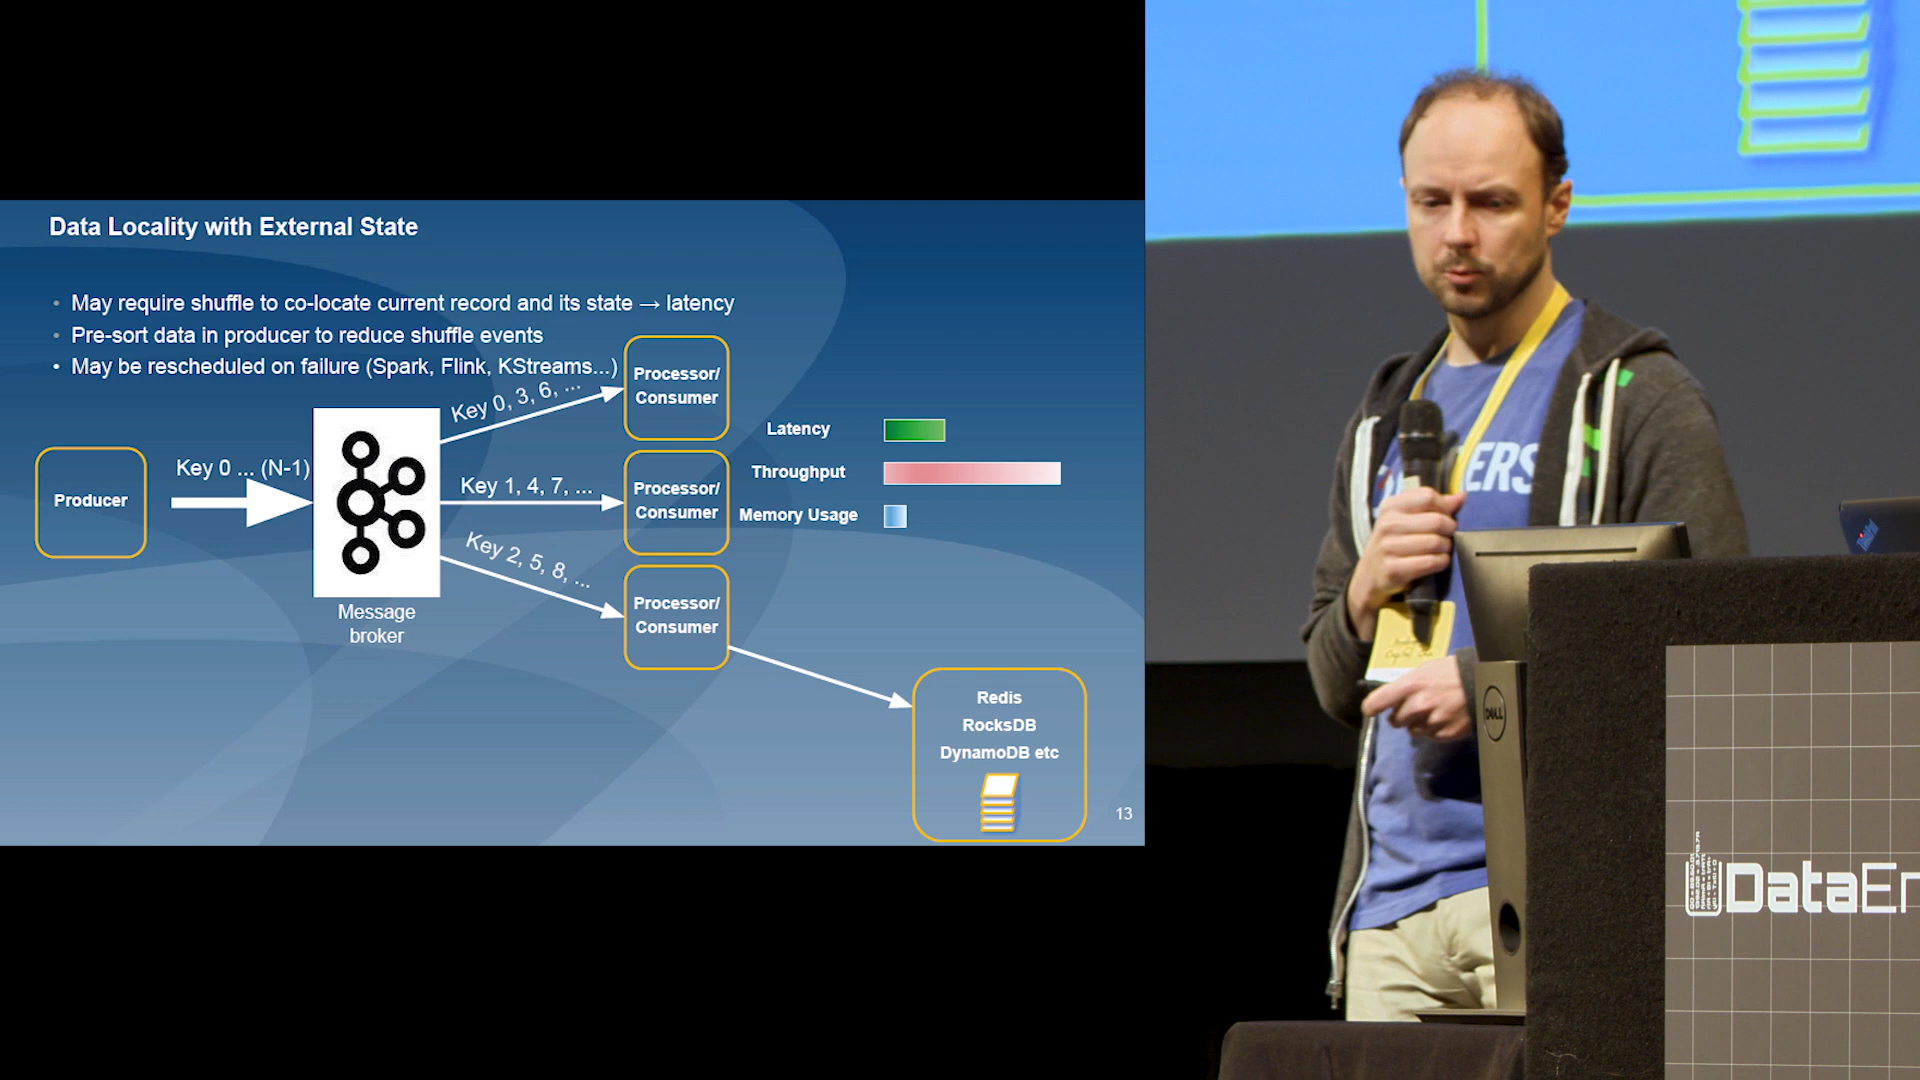 Data Locality with External State
May require shuffle to co-locate current record and its state → latency
Pre-sort data in producer to reduce shuffle events
May be rescheduled on failure (Spark, Flink, KStreams...)
Producer
Key 0 ... (N-1)
Message
broker
Key 0, 3, 6, ...
Key 1, 4, 7, ...
Key 2, 5, 8, ...
Processor/
Consumer
Processor/
Consumer
Processor/
Consumer
Latency
Throughput
Memory Usage
Redis
RocksDB
DynamoDB etc
13
ERS
DELL
DataEn